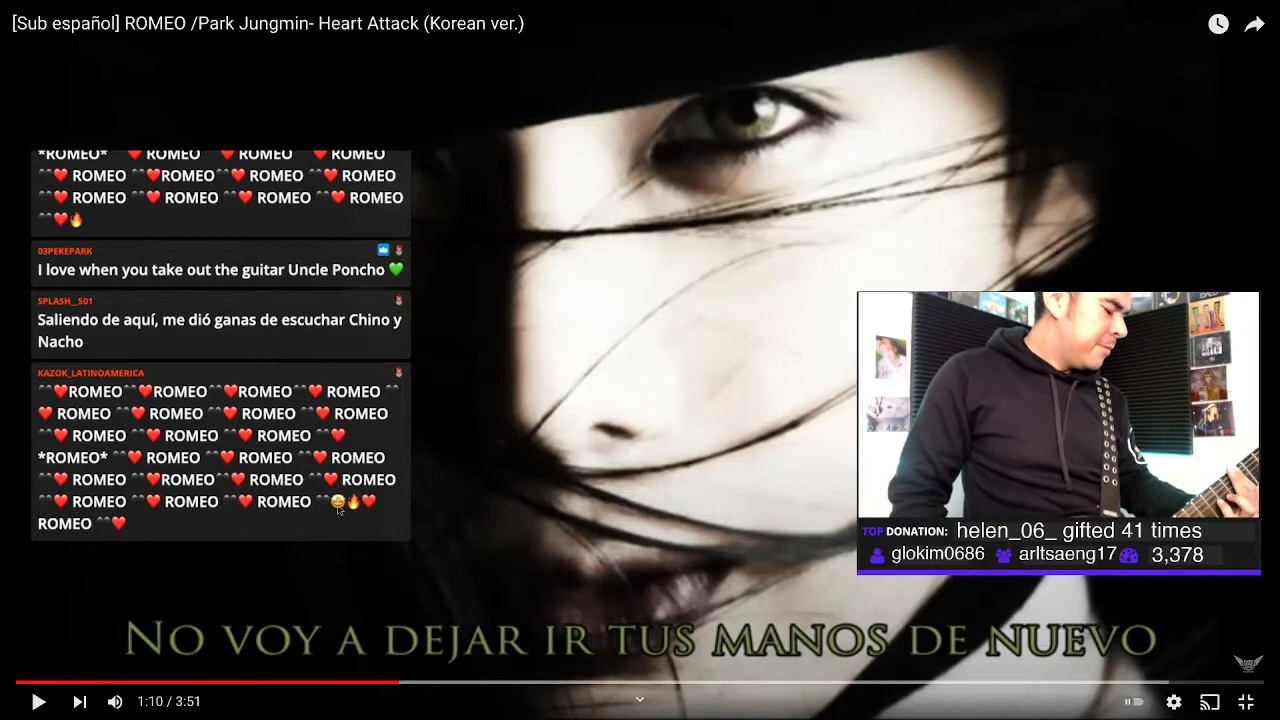 [Sub español] ROMEO /Park Jungmin- Heart Attack (Korean ver.)
*ROMEO* ❤️ ROMEO ❤️ ROMEO ❤️ ROMEO
❤️ ROMEO ❤️ROMEO ❤️ ROMEO ❤️ ROMEO
❤️ ROMEO ❤️ ROMEO ❤️ ROMEO ❤️ ROMEO
❤️🔥
03PEKEPARK
I love when you take out the guitar Uncle Poncho 💚
SPLASH__501
Saliendo de aquí, me dió ganas de escuchar Chino y
Nacho
KAZOK_LATINOAMERICA
❤️ROMEO ❤️ROMEO ❤️ROMEO ❤️ ROMEO
❤️ ROMEO ❤️ ROMEO ❤️ ROMEO ❤️ ROMEO
❤️ ROMEO ❤️ ROMEO ❤️ ROMEO ❤️
*ROMEO* ❤️ ROMEO ❤️ ROMEO ❤️ ROMEO
❤️ ROMEO ❤️ROMEO ❤️ ROMEO ❤️ ROMEO
❤️ ROMEO ❤️ ROMEO ❤️ ROMEO 🤩🔥❤️
ROMEO ❤️
TOP DONATION: helen_06_ gifted 41 times
glokim0686 arltsaeng17 3,378
NO VOY A DEJAR IR TUS MANOS DE NUEVO
1:10 / 3:51